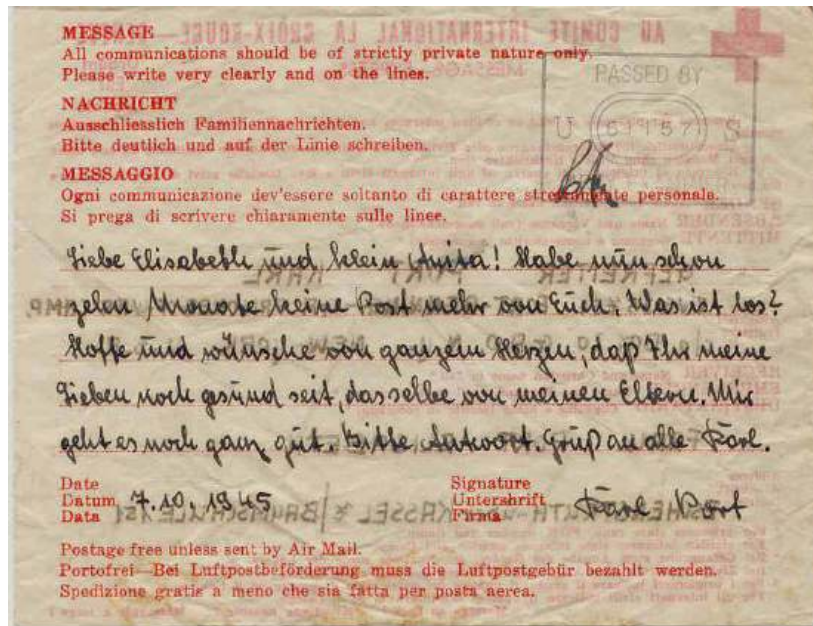 MESSAGE
All communications should be of strictly private nature only.
Please write very clearly and on the lines.
NACHRICHT
Ausschliesslich Familiennachrichten.
Bitte deutlich und auf der Linie schreiben.
MESSAGGIO
Ogni communicazione dev'essere soltanto di carattere strettamente personale.
Si prega di scrivere chiaramente sulle linee.
PASSED BY
U 61157 S
Liebe Elisabeth und klein Anita! Habe nun schon
zehn Monate keine Post mehr von Euch. Was ist los?
Hoffe und wünsche von ganzem Herzen, daß Ihr meine
Lieben noch gesund seit, dasselbe von meinen Eltern. Mir
geht es noch ganz gut. Bitte Antwort. Gruß an alle Karl.
Date
Datum 7.10.1945
Data
Signature
Untershrift Karl Port
Firma
Postage free unless sent by Air Mail.
Portofrei—Bei Luftpostbeförderung muss die Luftpostgebür bezahlt werden.
Spedizione gratis a meno che sia fatta per posta aerea.